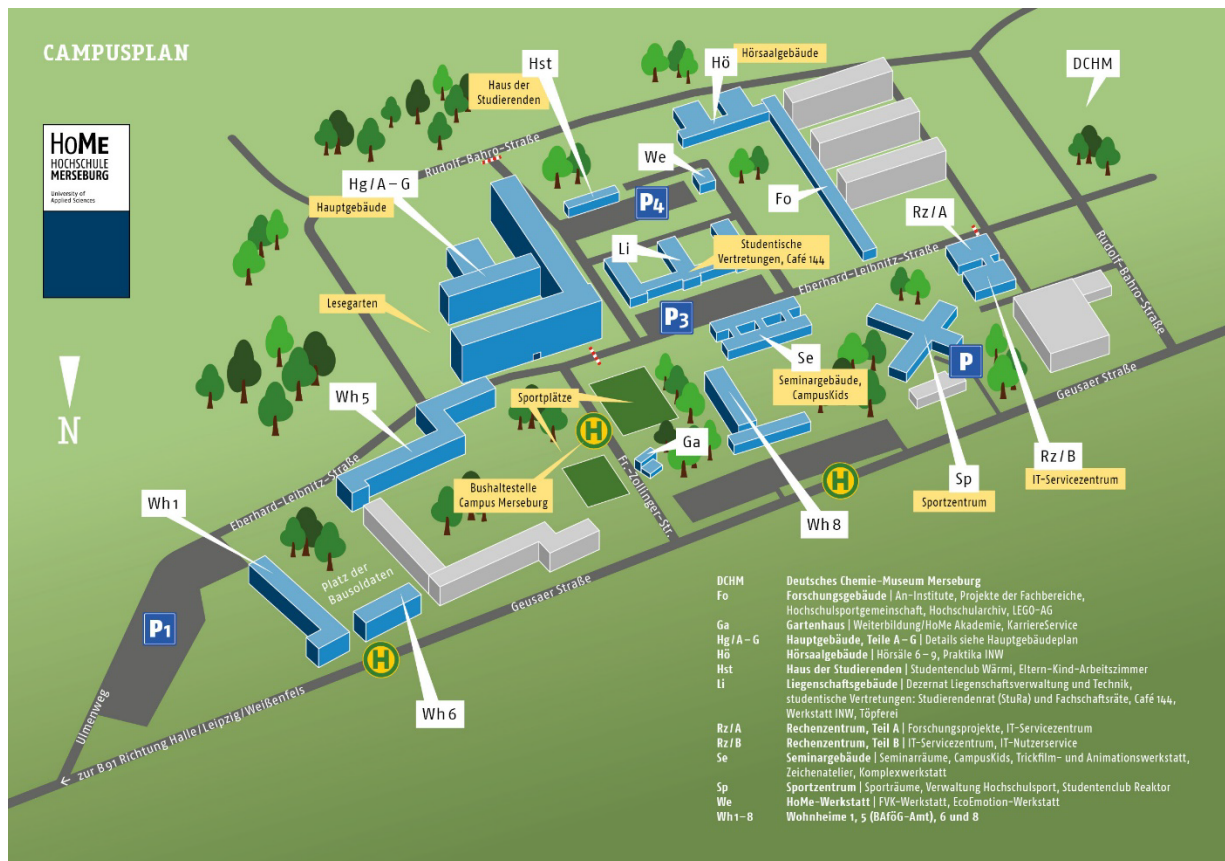 CAMPUSPLAN
HOME
HOCHSCHULE
MERSEBURG
University of
Applied Sciences
N
Hst
Haus der
Studierenden
Hö
Hörsaalgebäude
DCHM
Rudolf-Bahro-Straße
We
Hg/A–G
Hauptgebäude
P4
Fo
Rz/A
Li
Studentische
Vertretungen, Café 144
Eberhard-Leibnitz-Straße
Rudolf-Bahro-Straße
Lesegarten
P3
Se
Seminargebäude,
CampusKids
P
Geusaer Straße
Wh 5
Sportplätze
H
Ga
Bushaltestelle
Campus Merseburg
Fr.-Zollinger-Str.
Wh 8
H
Sp
Sportzentrum
Rz/B
IT-Servicezentrum
Wh 1
Eberhard-Leibnitz-Straße
Platz der
Bausoldaten
Geusaer Straße
P1
H
Wh 6
Ulmenweg
← zur B 91 Richtung Halle/Leipzig/Weißenfels
DCHM Deutsches Chemie-Museum Merseburg
Fo Forschungsgebäude | An-Institute, Projekte der Fachbereiche,
Hochschulsportgemeinschaft, Hochschularchiv, LEGO-AG
Ga Gartenhaus | Weiterbildung/HoMe Akademie, KarriereService
Hg/A–G Hauptgebäude, Teile A–G | Details siehe Hauptgebäudeplan
Hö Hörsaalgebäude | Hörsäle 6–9, Praktika INW
Hst Haus der Studierenden | Studentenclub Wärmi, Eltern-Kind-Arbeitszimmer
Li Liegenschaftsgebäude | Dezernat Liegenschaftsverwaltung und Technik,
studentische Vertretungen: Studierendenrat (StuRa) und Fachschaftsräte, Café 144,
Werkstatt INW, Töpferei
Rz/A Rechenzentrum, Teil A | Forschungsprojekte, IT-Servicezentrum
Rz/B Rechenzentrum, Teil B | IT-Servicezentrum, IT-Nutzerservice
Se Seminargebäude | Seminarräume, CampusKids, Trickfilm- und Animationswerkstatt,
Zeichenatelier, Komplexwerkstatt
Sp Sportzentrum | Sporträume, Verwaltung Hochschulsport, Studentenclub Reaktor
We HoMe-Werkstatt | FVK-Werkstatt, EcoEmotion-Werkstatt
Wh 1–8 Wohnheime 1, 5 (BAföG-Amt), 6 und 8